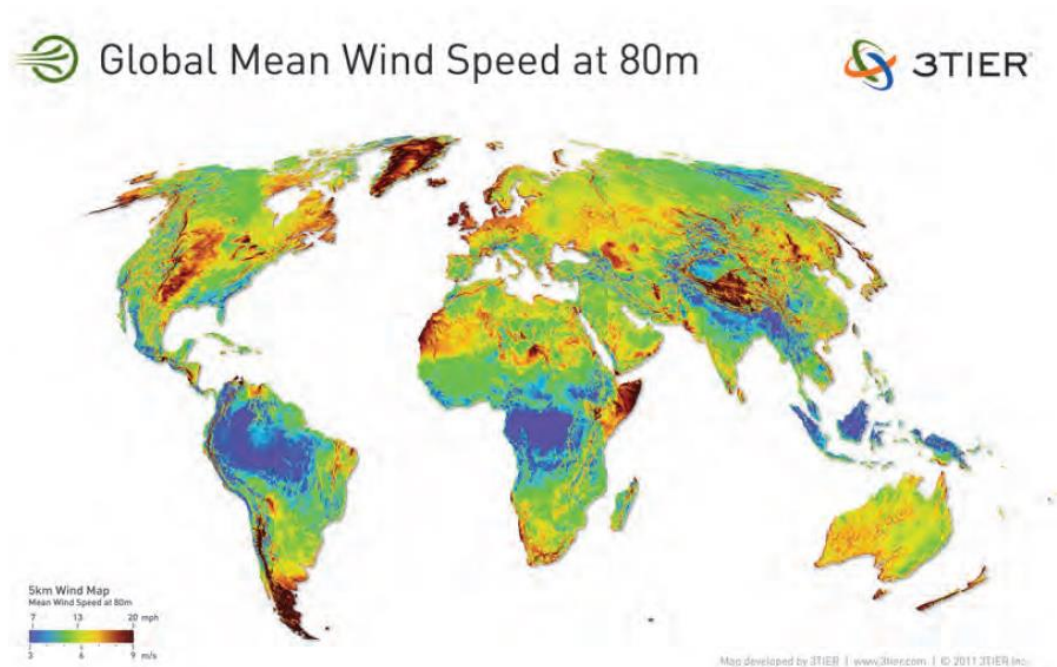 Global Mean Wind Speed at 80m
3TIER
5km Wind Map
Mean Wind Speed at 80m
7 13 20 mph
3 6 9 m/s
Map developed by 3TIER | www.3tier.com | © 2011 3TIER Inc.